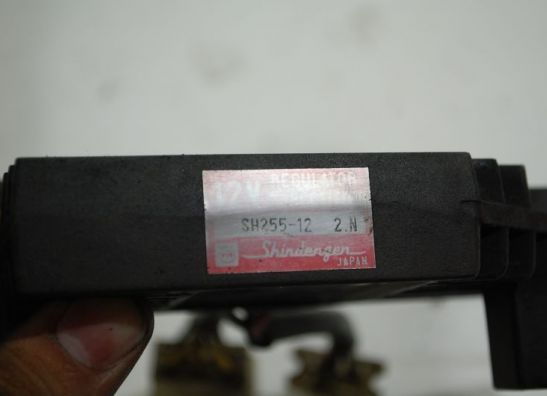 12V REGULATOR
SH255-12 2.N
Shindengen
JAPAN